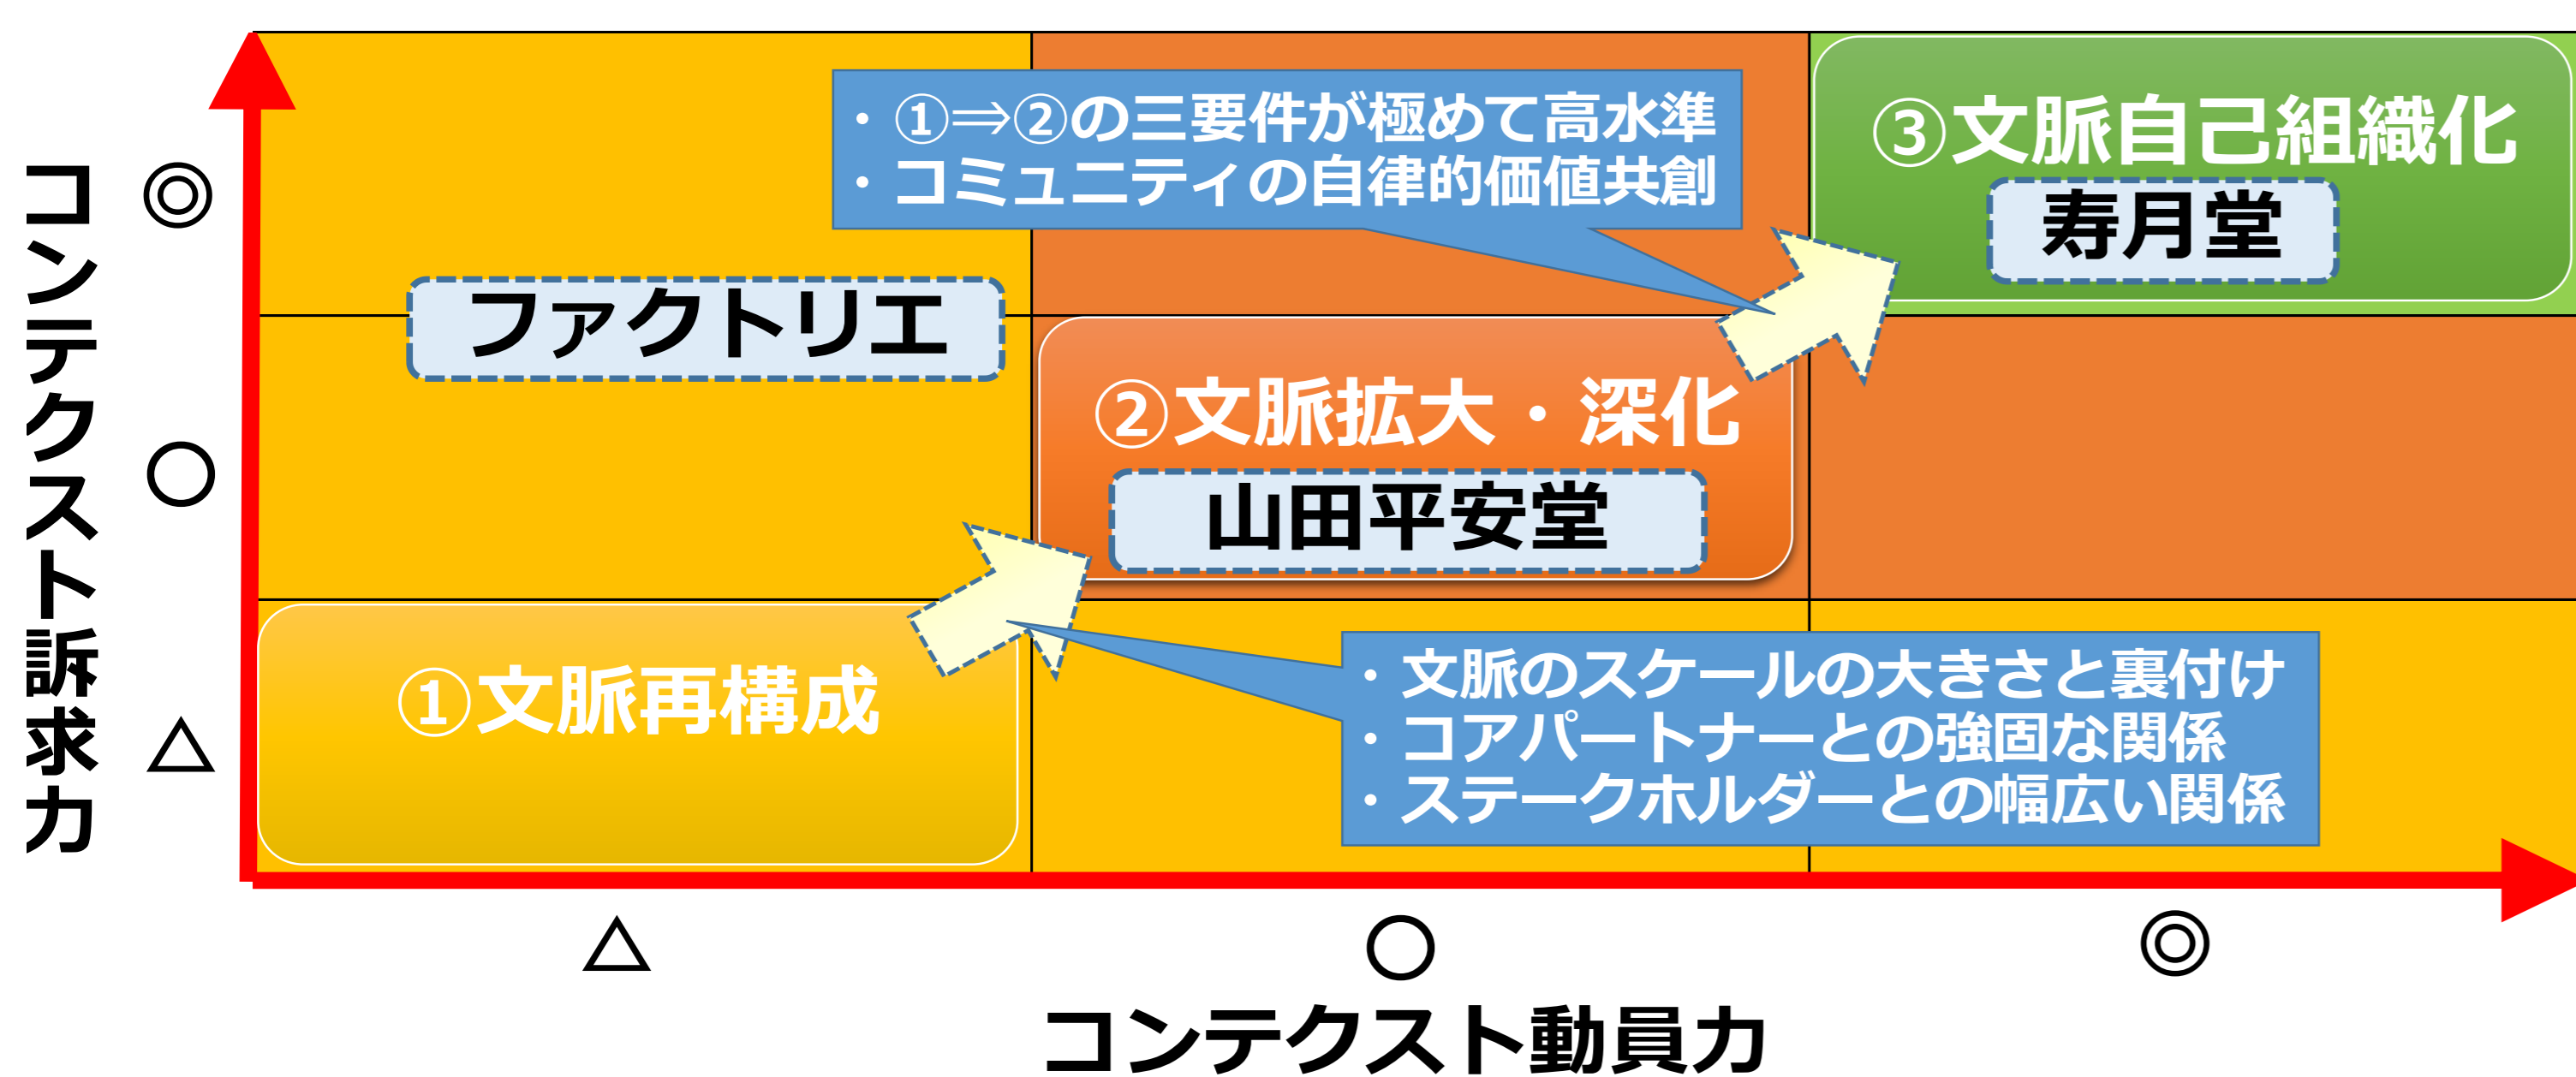 ・①⇒②の三要件が極めて高水準
・コミュニティの自律的価値共創
③文脈自己組織化
寿月堂
コンテクスト訴求力
◎
ファクトリエ
②文脈拡大・深化
○
山田平安堂
①文脈再構成
△
・文脈のスケールの大きさと裏付け
・コアパートナーとの強固な関係
・ステークホルダーとの幅広い関係
△
○
◎
コンテクスト動員力